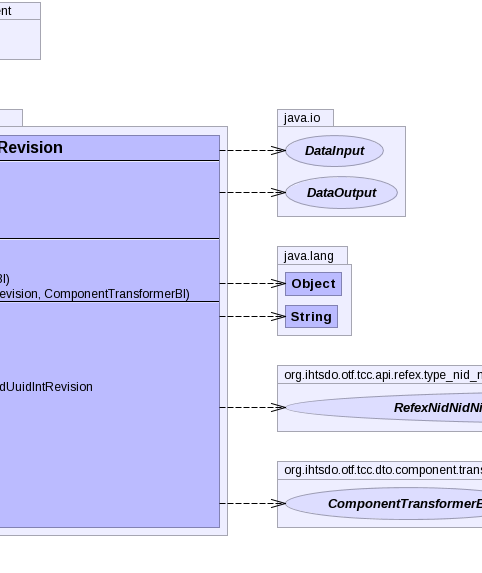 ent
java.io
Revision
DataInput
DataOutput
java.lang
BI)
evision, ComponentTransformerBI)
Object
String
org.ihtsdo.otf.tcc.api.refex.type_nid_n
dUuidIntRevision
RefexNidNidNi
org.ihtsdo.otf.tcc.dto.component.trans
ComponentTransformerB